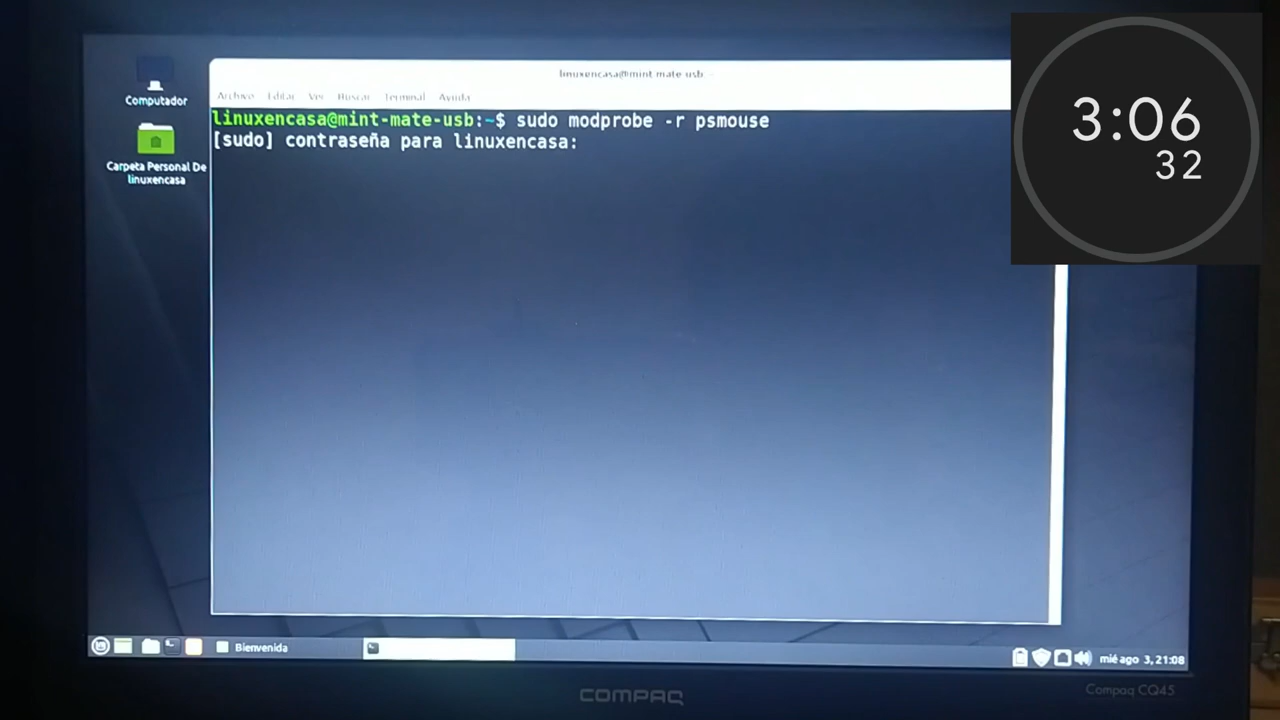 linuxencasa@mint-mate-usb:~
Archivo Editar Ver Buscar Terminal Ayuda
linuxencasa@mint-mate-usb:~$ sudo modprobe -r psmouse
[sudo] contraseña para linuxencasa:
Computador
Carpeta Personal De
linuxencasa
3:06
32
Bienvenida
mié ago 3, 21:08
COMPAQ
Compaq CQ45